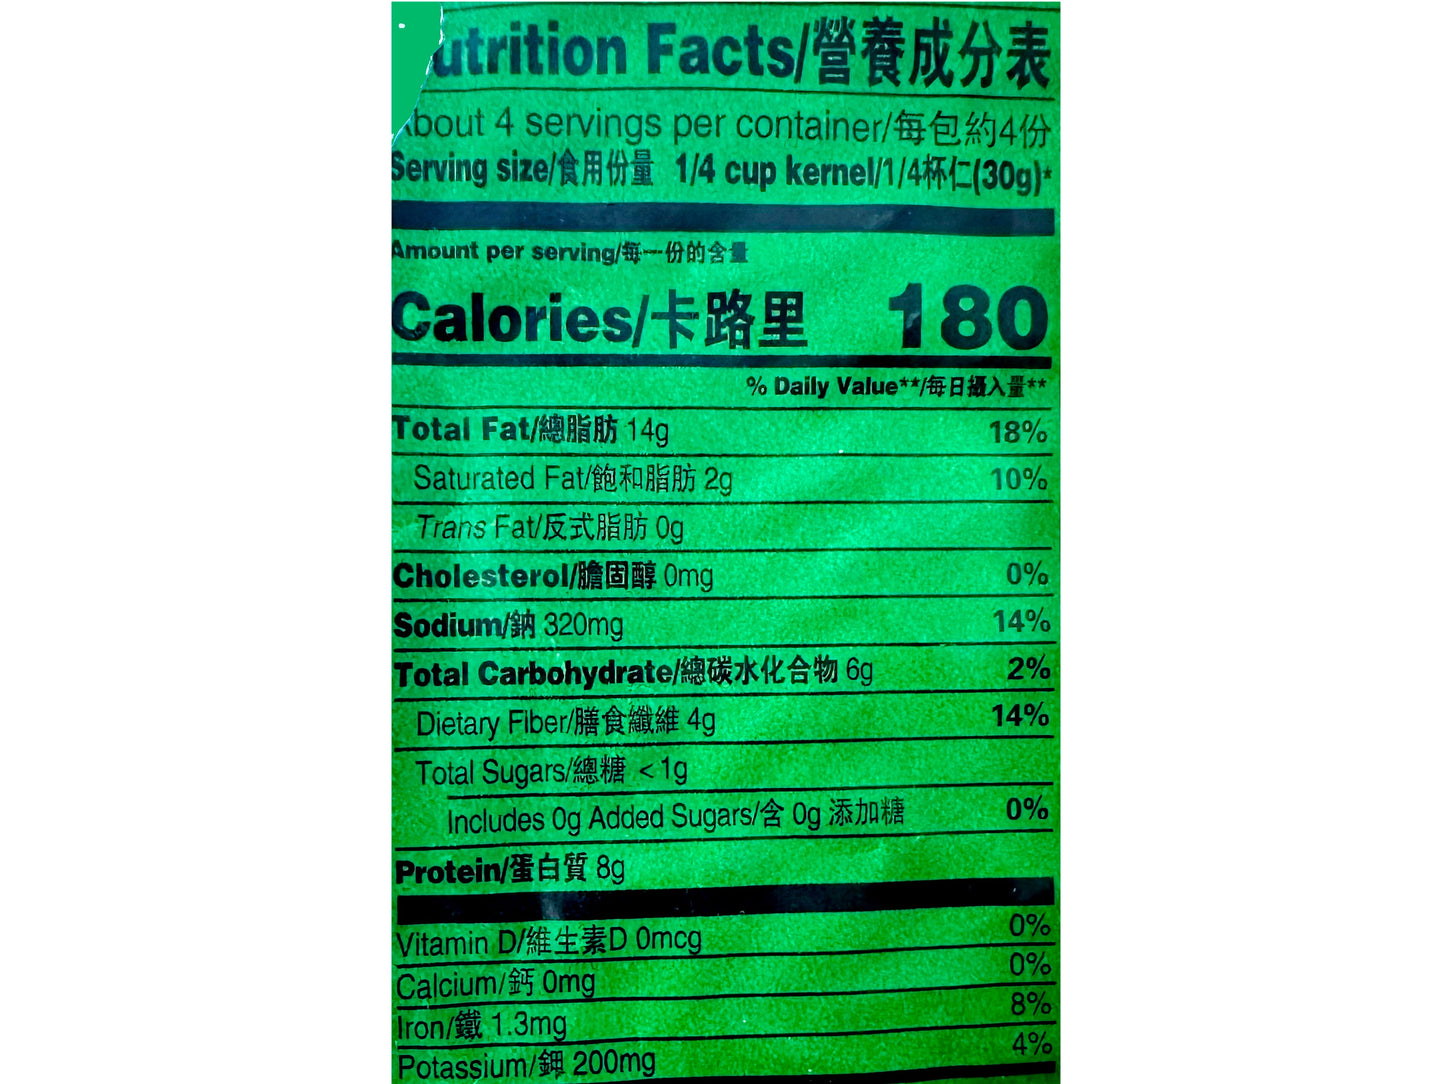 utrition Facts/營養成分表
About 4 servings per container/每包約4份
Serving size/食用份量 1/4 cup kernel/1/4杯仁(30g)*
Amount per serving/每一份的含量
Calories/卡路里 180
% Daily Value**/每日攝入量**
Total Fat/總脂肪 14g 18%
Saturated Fat/飽和脂肪 2g 10%
Trans Fat/反式脂肪 0g
Cholesterol/膽固醇 0mg 0%
Sodium/鈉 320mg 14%
Total Carbohydrate/總碳水化合物 6g 2%
Dietary Fiber/膳食纖維 4g 14%
Total Sugars/總糖 <1g
Includes 0g Added Sugars/含 0g 添加糖 0%
Protein/蛋白質 8g
Vitamin D/維生素D 0mcg 0%
Calcium/鈣 0mg 0%
Iron/鐵 1.3mg 8%
Potassium/鉀 200mg 4%